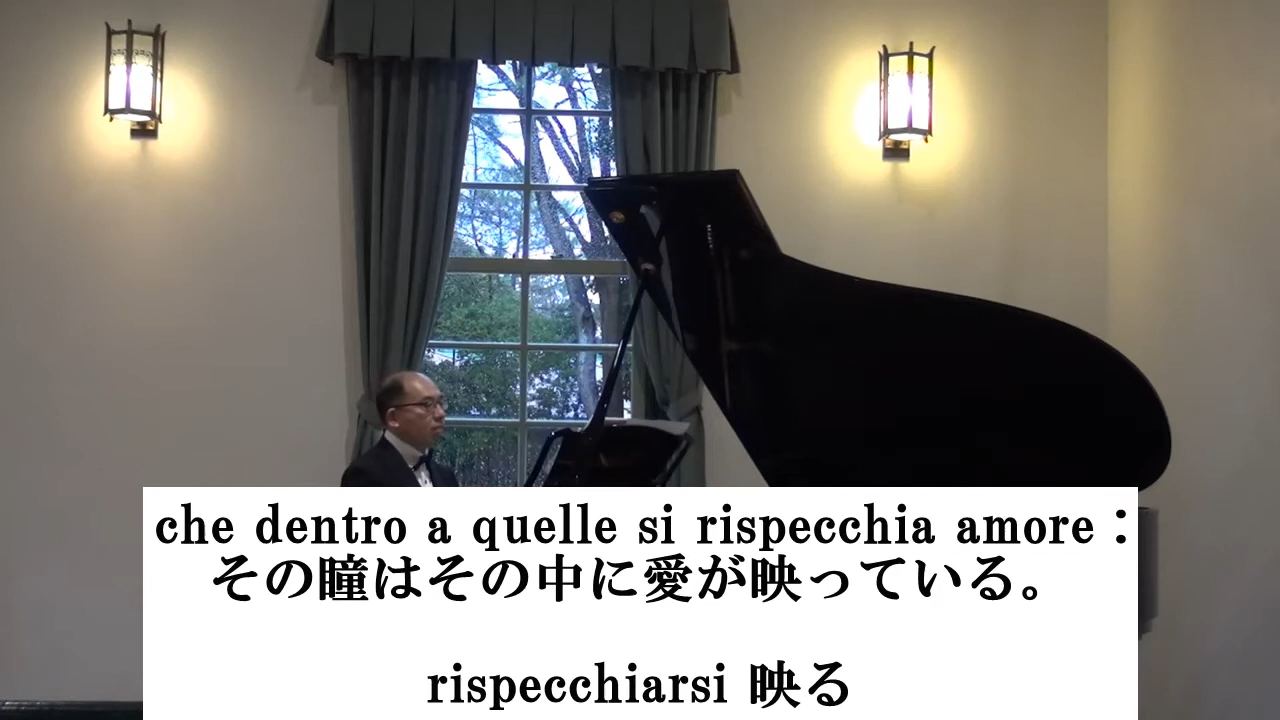 che dentro a quelle si rispecchia amore：
その瞳はその中に愛が映っている。
rispecchiarsi 映る